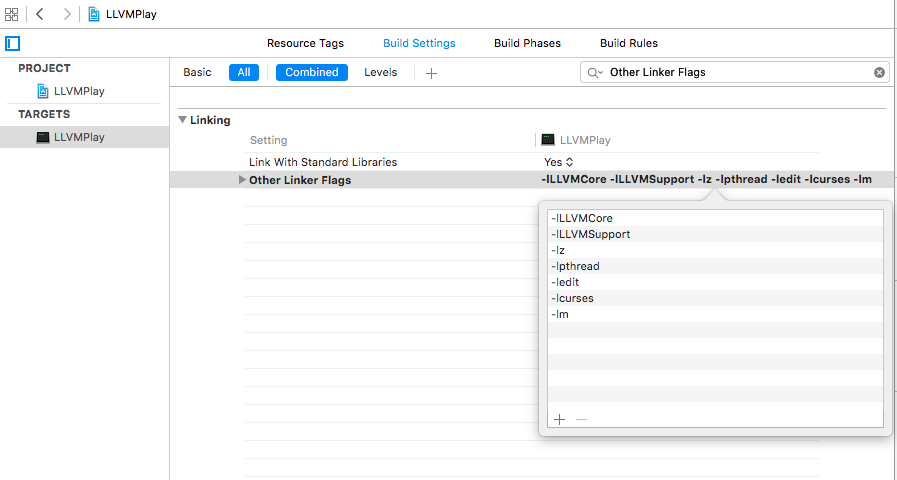 LLVMPlay
Resource Tags Build Settings Build Phases Build Rules
PROJECT
LLVMPlay
TARGETS
LLVMPlay
Basic All Combined Levels + Other Linker Flags
Linking
Setting LLVMPlay
Link With Standard Libraries Yes
Other Linker Flags -lLLVMCore -lLLVMSupport -lz -lpthread -ledit -lcurses -lm
-lLLVMCore
-lLLVMSupport
-lz
-lpthread
-ledit
-lcurses
-lm